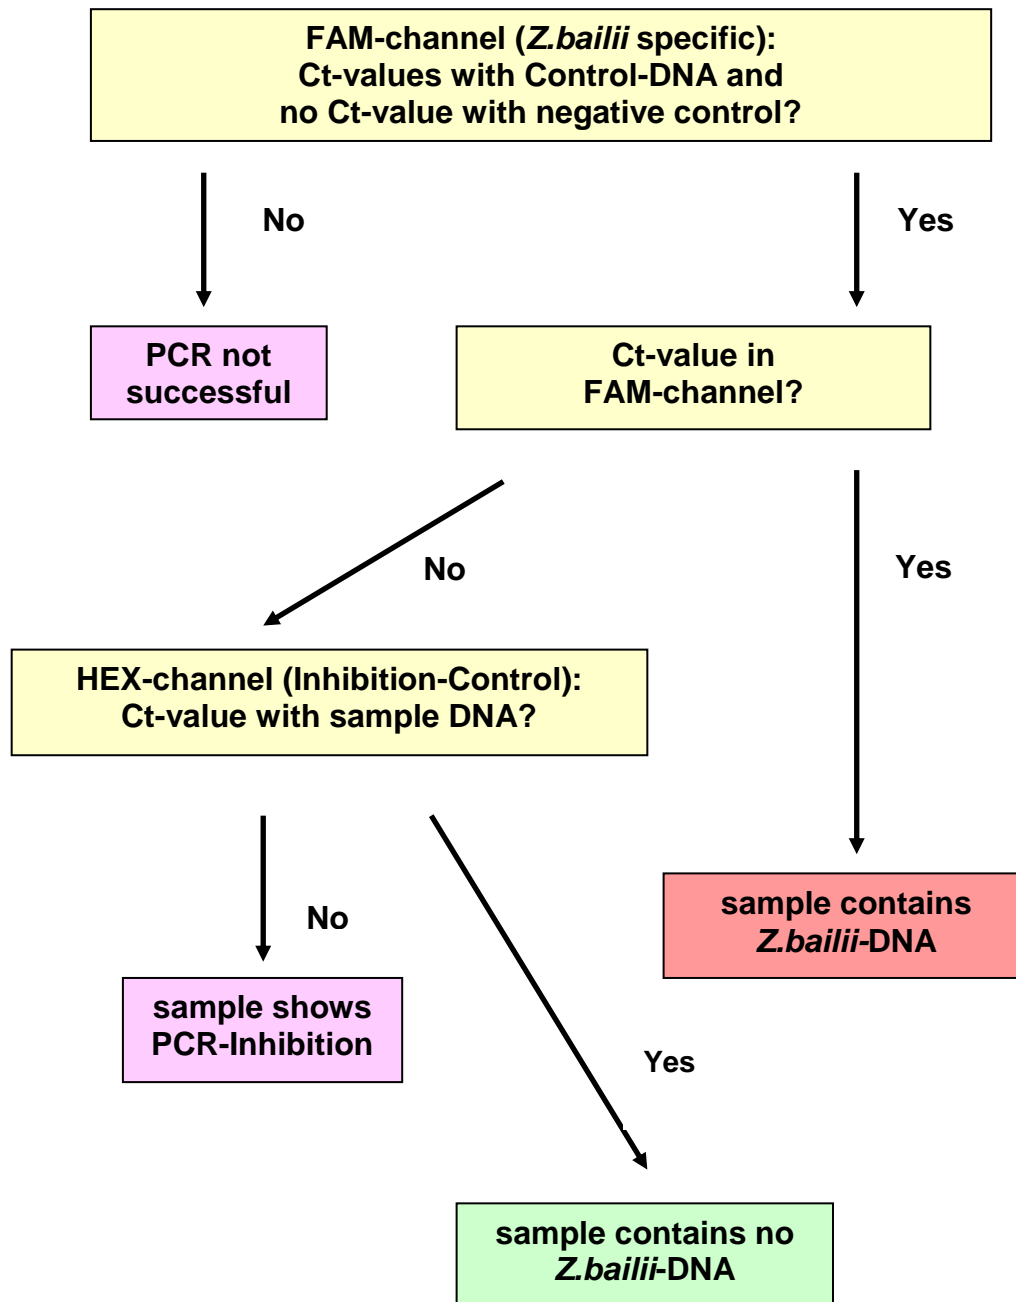 FAM-channel (Z.bailii specific):
Ct-values with Control-DNA and
no Ct-value with negative control?
No
Yes
PCR not
successful
Ct-value in
FAM-channel?
No
Yes
HEX-channel (Inhibition-Control):
Ct-value with sample DNA?
sample contains
Z.bailii-DNA
No
sample shows
PCR-Inhibition
Yes
sample contains no
Z.bailii-DNA